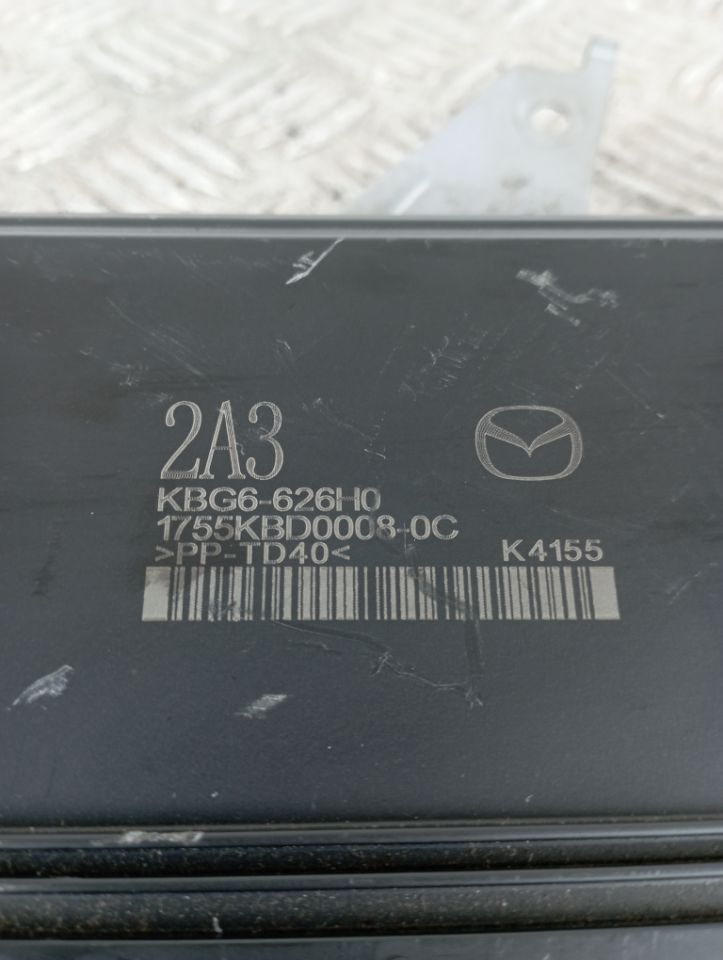 2A3
KBG6-626H0
1755KBD0008-0C
>PP-TD40< K4155